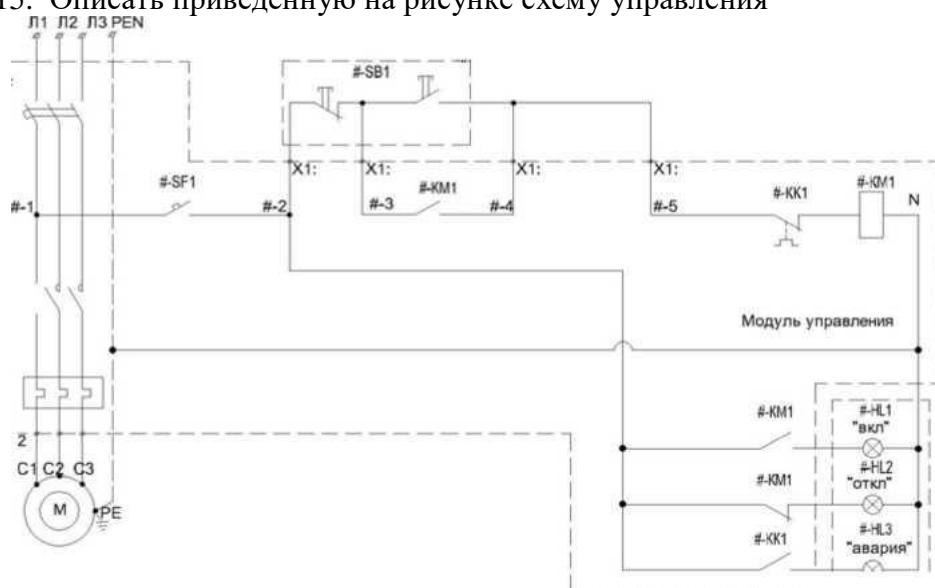 15. Описать приведенную на рисунке схему управления
Л1 Л2 Л3 PEN
#-SB1
X1: X1: X1: X1:
#-SF1 #-KM1 #-KK1 #-KM1
#-1 #-2 #-3 #-4 #-5 N
Модуль управления
#-KM1 #-HL1
"вкл"
2
C1 C2 C3
#-KM1 #-HL2
"откл"
M PE
#-KK1 #-HL3
"авария"